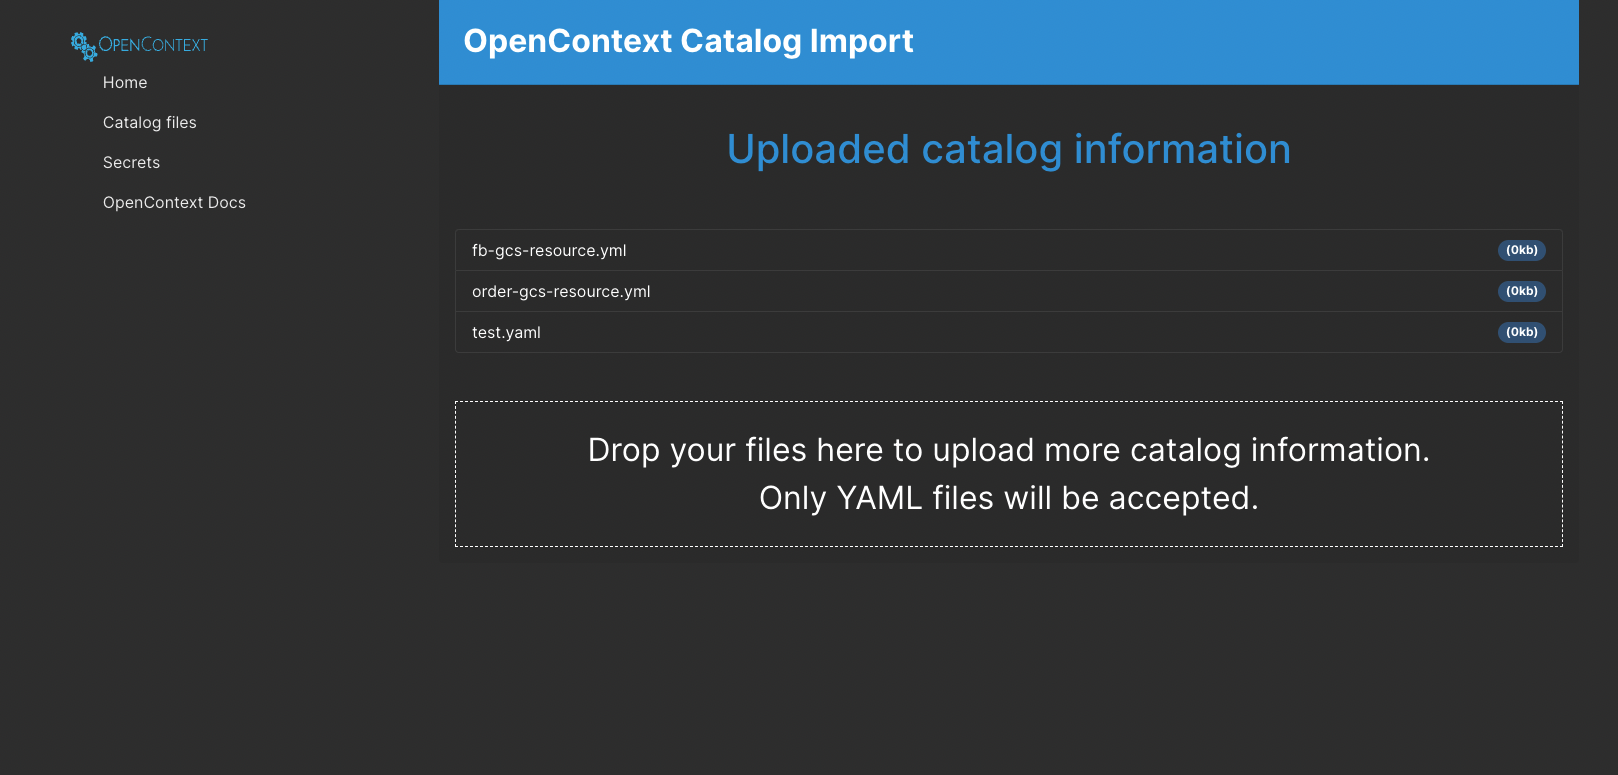 OPENCONTEXT
Home
Catalog files
Secrets
OpenContext Docs
OpenContext Catalog Import
Uploaded catalog information
fb-gcs-resource.yml (0kb)
order-gcs-resource.yml (0kb)
test.yaml (0kb)
Drop your files here to upload more catalog information.
Only YAML files will be accepted.